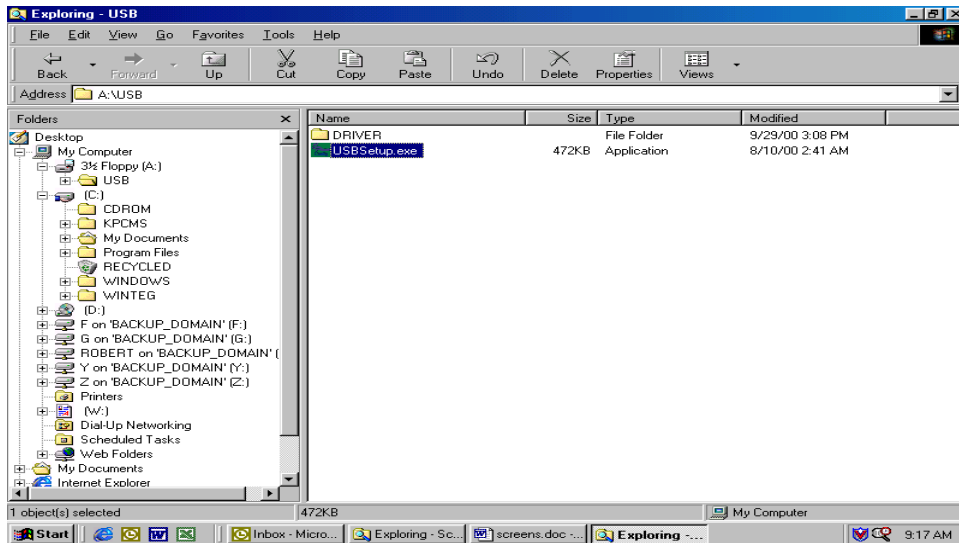 Exploring - USB
File Edit View Go Favorites Tools Help
Back Forward Up Cut Copy Paste Undo Delete Properties Views
Address A:\USB
Folders
Name Size Type Modified
Desktop
My Computer
3½ Floppy (A:)
USB
(C:)
CDROM
KPCMS
My Documents
Program Files
RECYCLED
WINDOWS
WINTEG
(D:)
F on 'BACKUP_DOMAIN' (F:)
G on 'BACKUP_DOMAIN' (G:)
ROBERT on 'BACKUP_DOMAIN' (
Y on 'BACKUP_DOMAIN' (Y:)
Z on 'BACKUP_DOMAIN' (Z:)
Printers
(W:)
Dial-Up Networking
Scheduled Tasks
Web Folders
My Documents
Internet Explorer
DRIVER File Folder 9/29/00 3:08 PM
USBSetup.exe 472KB Application 8/10/00 2:41 AM
1 object(s) selected 472KB My Computer
Start Inbox - Micro... Exploring - Sc... screens.doc -... Exploring -... 9:17 AM